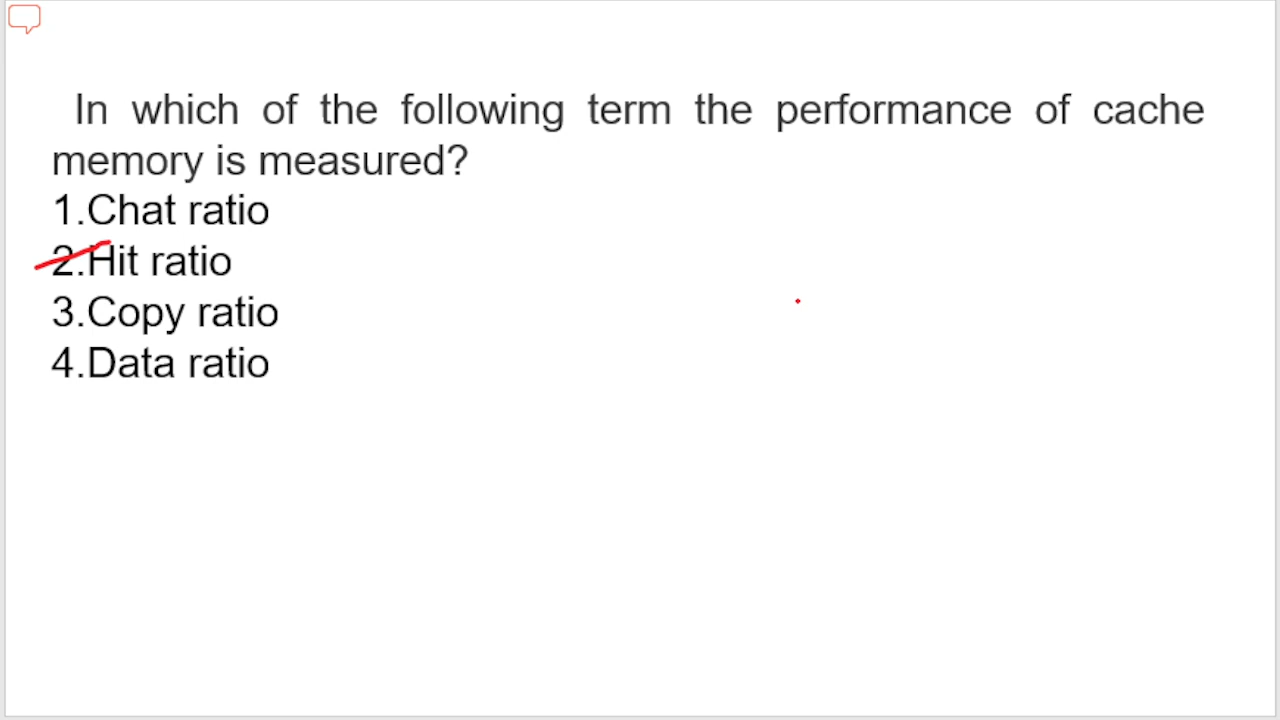 In which of the following term the performance of cache
memory is measured?
1.Chat ratio
2.Hit ratio
3.Copy ratio
4.Data ratio